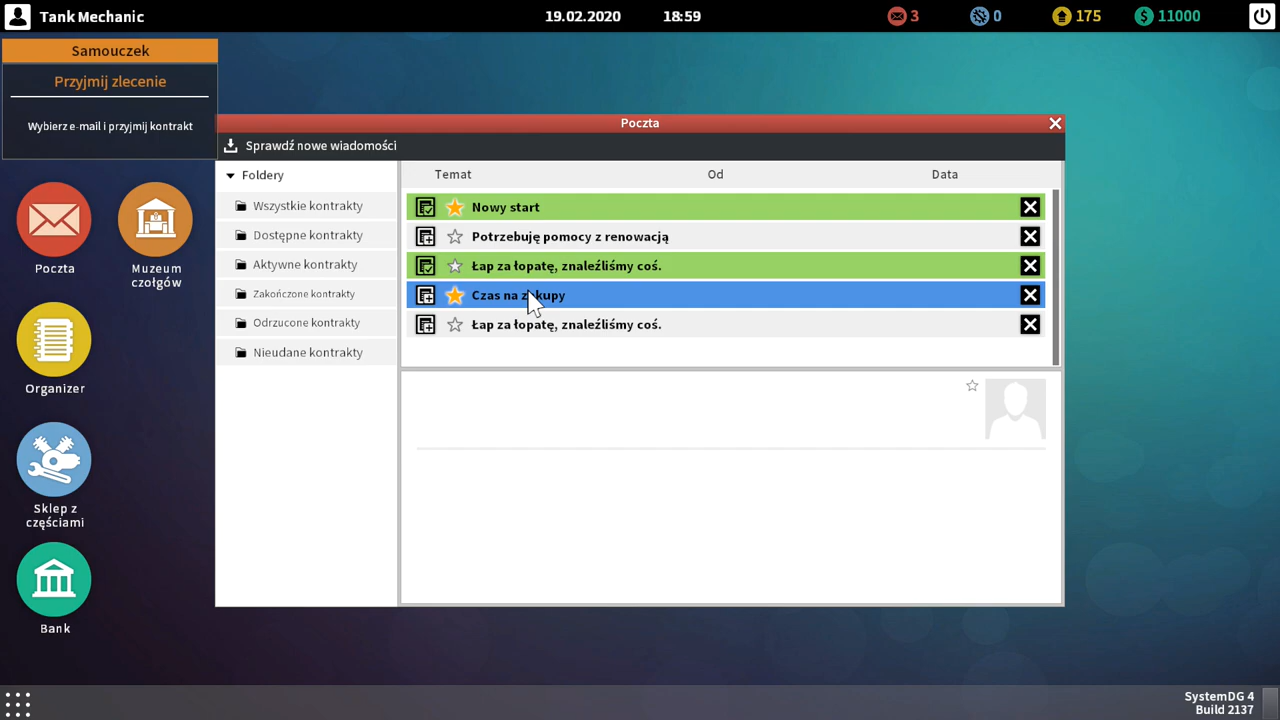 Tank Mechanic
19.02.2020
18:59
3
0
175
11000
Samouczek
Przyjmij zlecenie
Wybierz e-mail i przyjmij kontrakt
Poczta
Sprawdź nowe wiadomości
Foldery
Wszystkie kontrakty
Dostępne kontrakty
Aktywne kontrakty
Zakończone kontrakty
Odrzucone kontrakty
Nieudane kontrakty
Temat
Od
Data
Nowy start
Potrzebuję pomocy z renowacją
Łap za łopatę, znaleźliśmy coś.
Czas na zakupy
Łap za łopatę, znaleźliśmy coś.
Poczta
Muzeum
czołgów
Organizer
Sklep z
częściami
Bank
SystemDG 4
Build 2137